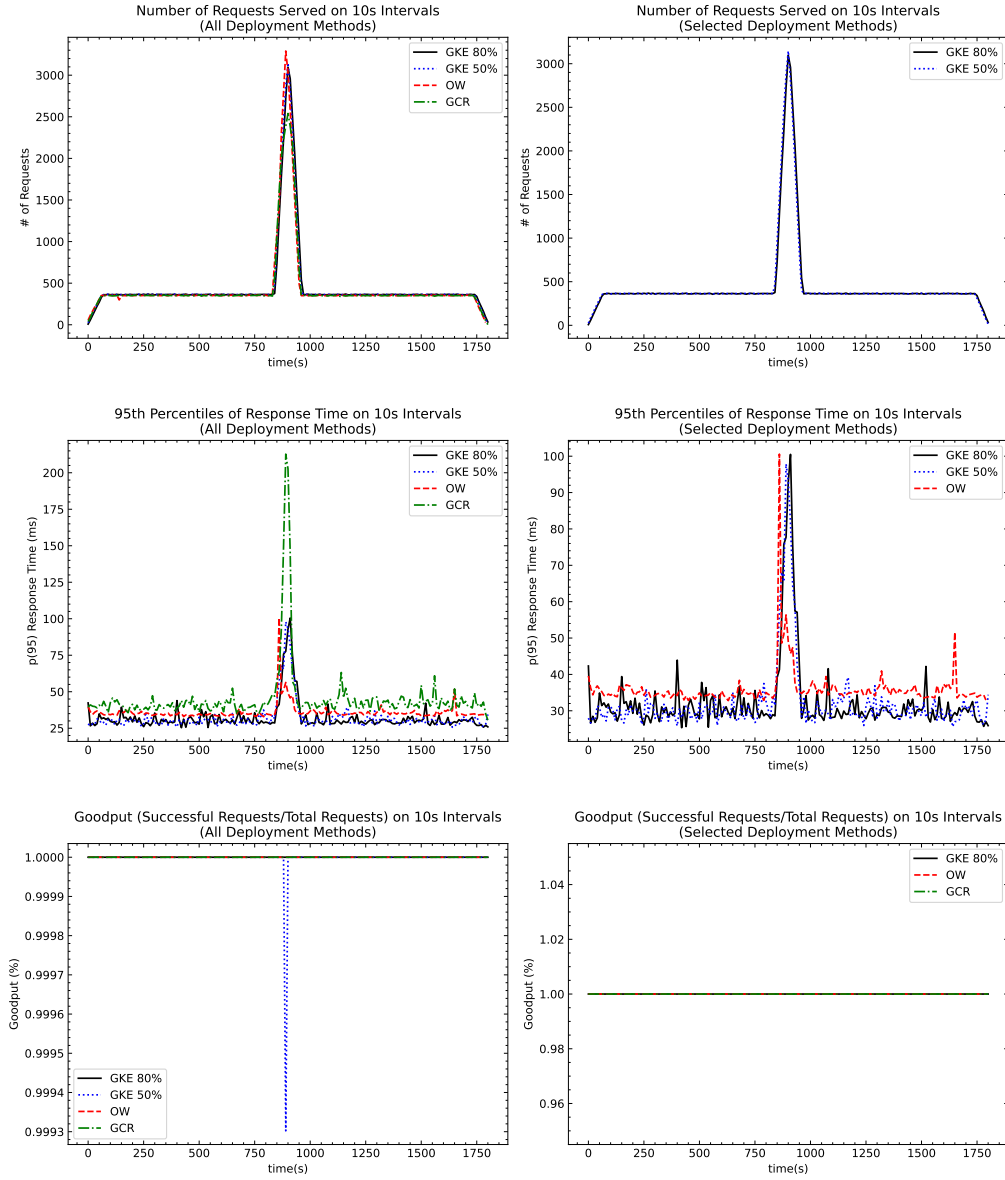 Number of Requests Served on 10s Intervals
(All Deployment Methods)
# of Requests
3000
2500
2000
1500
1000
500
0
0 250 500 750 1000 1250 1500 1750
time(s)
GKE 80%
GKE 50%
OW
GCR
Number of Requests Served on 10s Intervals
(Selected Deployment Methods)
# of Requests
3000
2500
2000
1500
1000
500
0
0 250 500 750 1000 1250 1500 1750
time(s)
GKE 80%
GKE 50%
95th Percentiles of Response Time on 10s Intervals
(All Deployment Methods)
p(95) Response Time (ms)
200
175
150
125
100
75
50
25
0 250 500 750 1000 1250 1500 1750
time(s)
GKE 80%
GKE 50%
OW
GCR
95th Percentiles of Response Time on 10s Intervals
(Selected Deployment Methods)
p(95) Response Time (ms)
100
90
80
70
60
50
40
30
0 250 500 750 1000 1250 1500 1750
time(s)
GKE 80%
GKE 50%
OW
Goodput (Successful Requests/Total Requests) on 10s Intervals
(All Deployment Methods)
Goodput (%)
1.0000
0.9999
0.9998
0.9997
0.9996
0.9995
0.9994
0.9993
0 250 500 750 1000 1250 1500 1750
time(s)
GKE 80%
GKE 50%
OW
GCR
Goodput (Successful Requests/Total Requests) on 10s Intervals
(Selected Deployment Methods)
Goodput (%)
1.04
1.02
1.00
0.98
0.96
0 250 500 750 1000 1250 1500 1750
time(s)
GKE 80%
OW
GCR